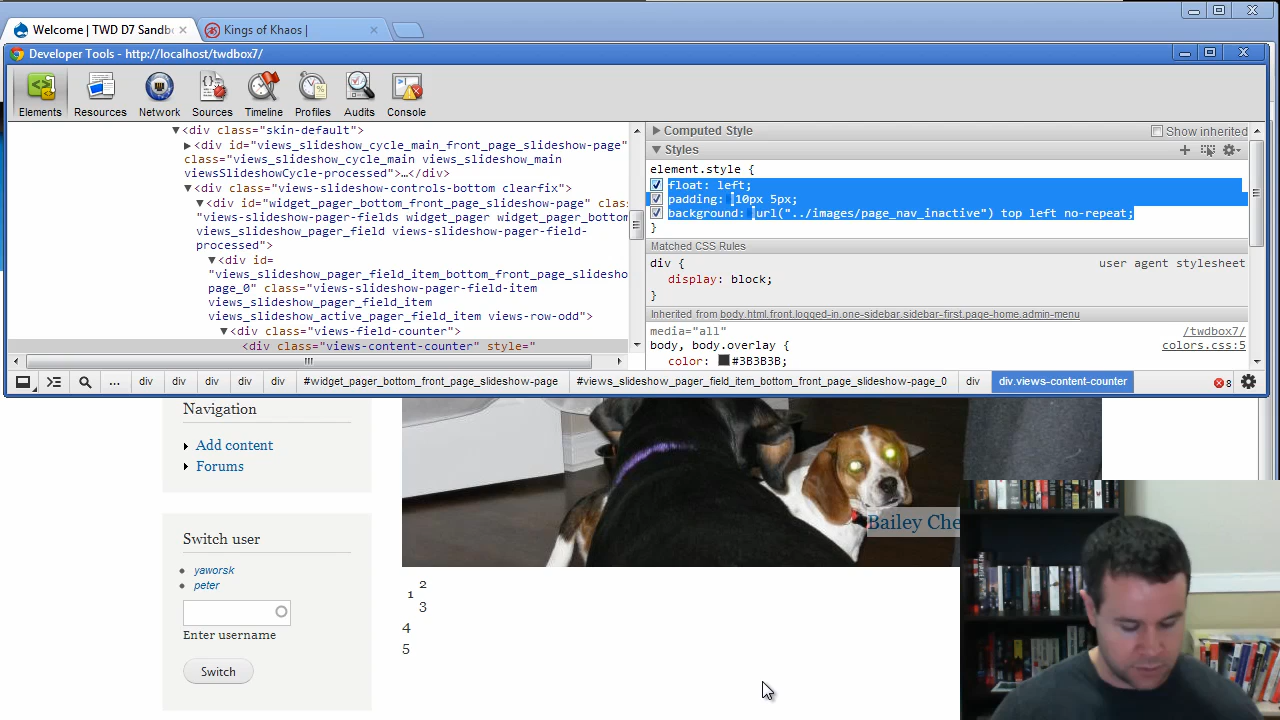 Welcome | TWD D7 Sandb
Kings of Khaos |
Developer Tools - http://localhost/twdbox7/
Elements Resources Network Sources Timeline Profiles Audits Console
▼<div class="skin-default">
▶<div id="views_slideshow_cycle_main_front_page_slideshow-page"
class="views_slideshow_cycle_main views_slideshow_main
viewsSlideshowCycle-processed">…</div>
▼<div class="views-slideshow-controls-bottom clearfix">
▼<div id="widget_pager_bottom_front_page_slideshow-page" class=
"views-slideshow-pager-fields widget_pager widget_pager_bottom
views_slideshow_pager_field views-slideshow-pager-field-
processed">
▼<div id=
"views_slideshow_pager_field_item_bottom_front_page_slidesho
page_0" class="views-slideshow-pager-field-item
views_slideshow_pager_field_item
views_slideshow_active_pager_field_item views-row-odd">
▼<div class="views-field-counter">
<div class="views-content-counter" style="
Computed Style
Show inherited
Styles
element.style {
float: left;
padding: 10px 5px;
background: url("../images/page_nav_inactive") top left no-repeat;
}
Matched CSS Rules
div {
user agent stylesheet
display: block;
}
Inherited from body.html.front.logged-in.one-sidebar.sidebar-first.page-home.admin-menu
media="all"
/twdbox7/
body, body.overlay {
colors.css:5
color: #3B3B3B;
... div div div div div #widget_pager_bottom_front_page_slideshow-page #views_slideshow_pager_field_item_bottom_front_page_slideshow-page_0 div div.views-content-counter
8
Navigation
Add content
Forums
Switch user
yaworsk
peter
Enter username
Switch
Bailey Che
2
1
3
4
5